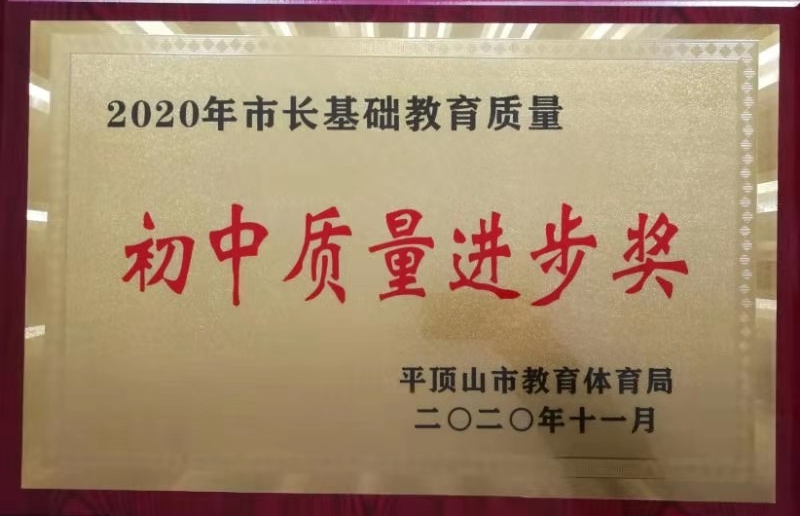 2020年市长基础教育质量
初中质量进步奖
平顶山市教育体育局
二〇二〇年十一月